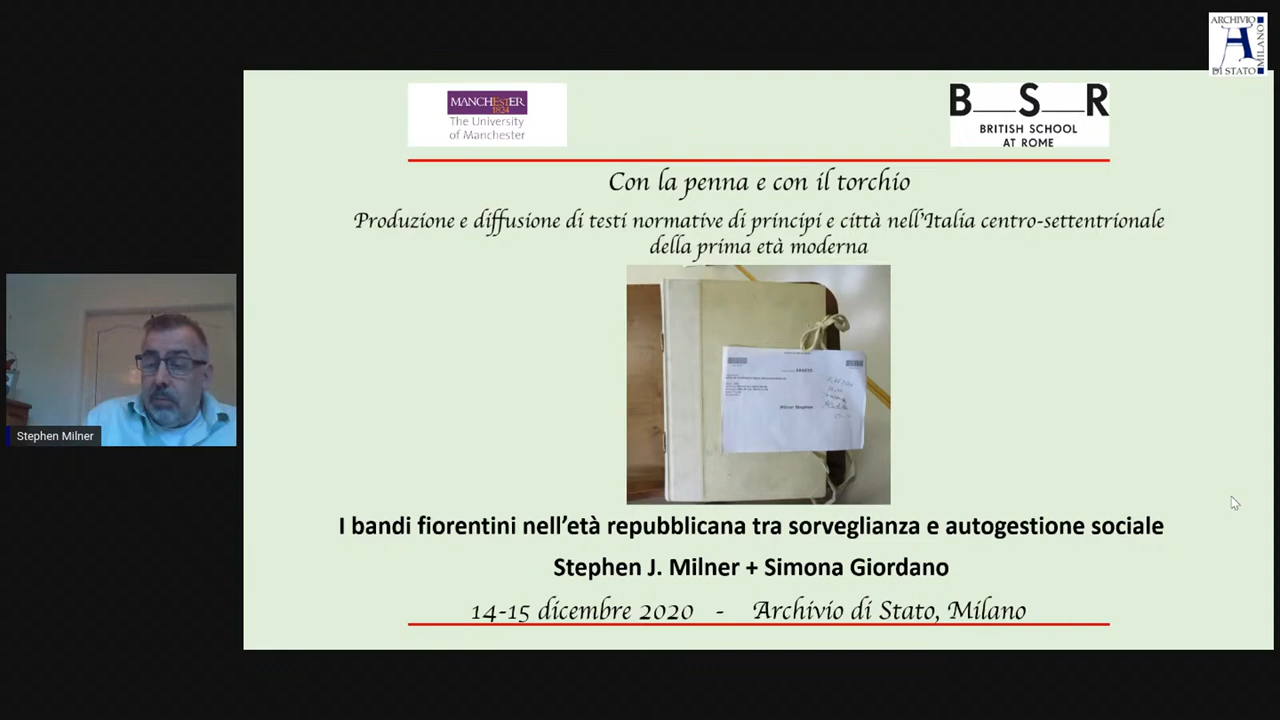 ARCHIVIO
DI STATO
MILANO
MANCHESTER
1824
The University
of Manchester
B__S__R
BRITISH SCHOOL
AT ROME
Con la penna e con il torchio
Produzione e diffusione di testi normative di principi e città nell'Italia centro-settentrionale
della prima età moderna
Milner Stephen
I bandi fiorentini nell’età repubblicana tra sorveglianza e autogestione sociale
Stephen J. Milner + Simona Giordano
14-15 dicembre 2020 - Archivio di Stato, Milano
Stephen Milner